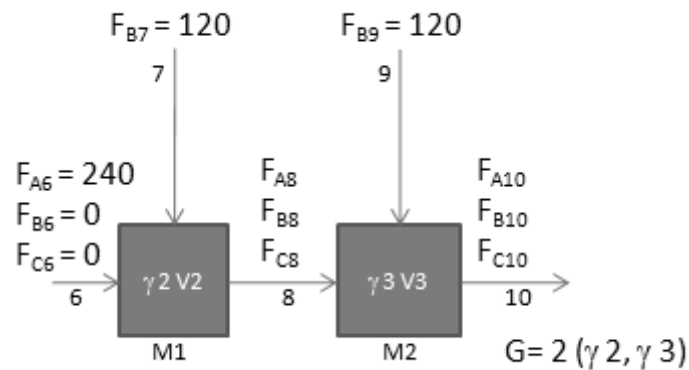 F_B7 = 120
F_B9 = 120
7
9
F_A6 = 240
F_B6 = 0
F_C6 = 0
F_A8
F_B8
F_C8
F_A10
F_B10
F_C10
γ 2 V2
γ 3 V3
6
8
10
M1
M2
G= 2 (γ 2, γ 3)